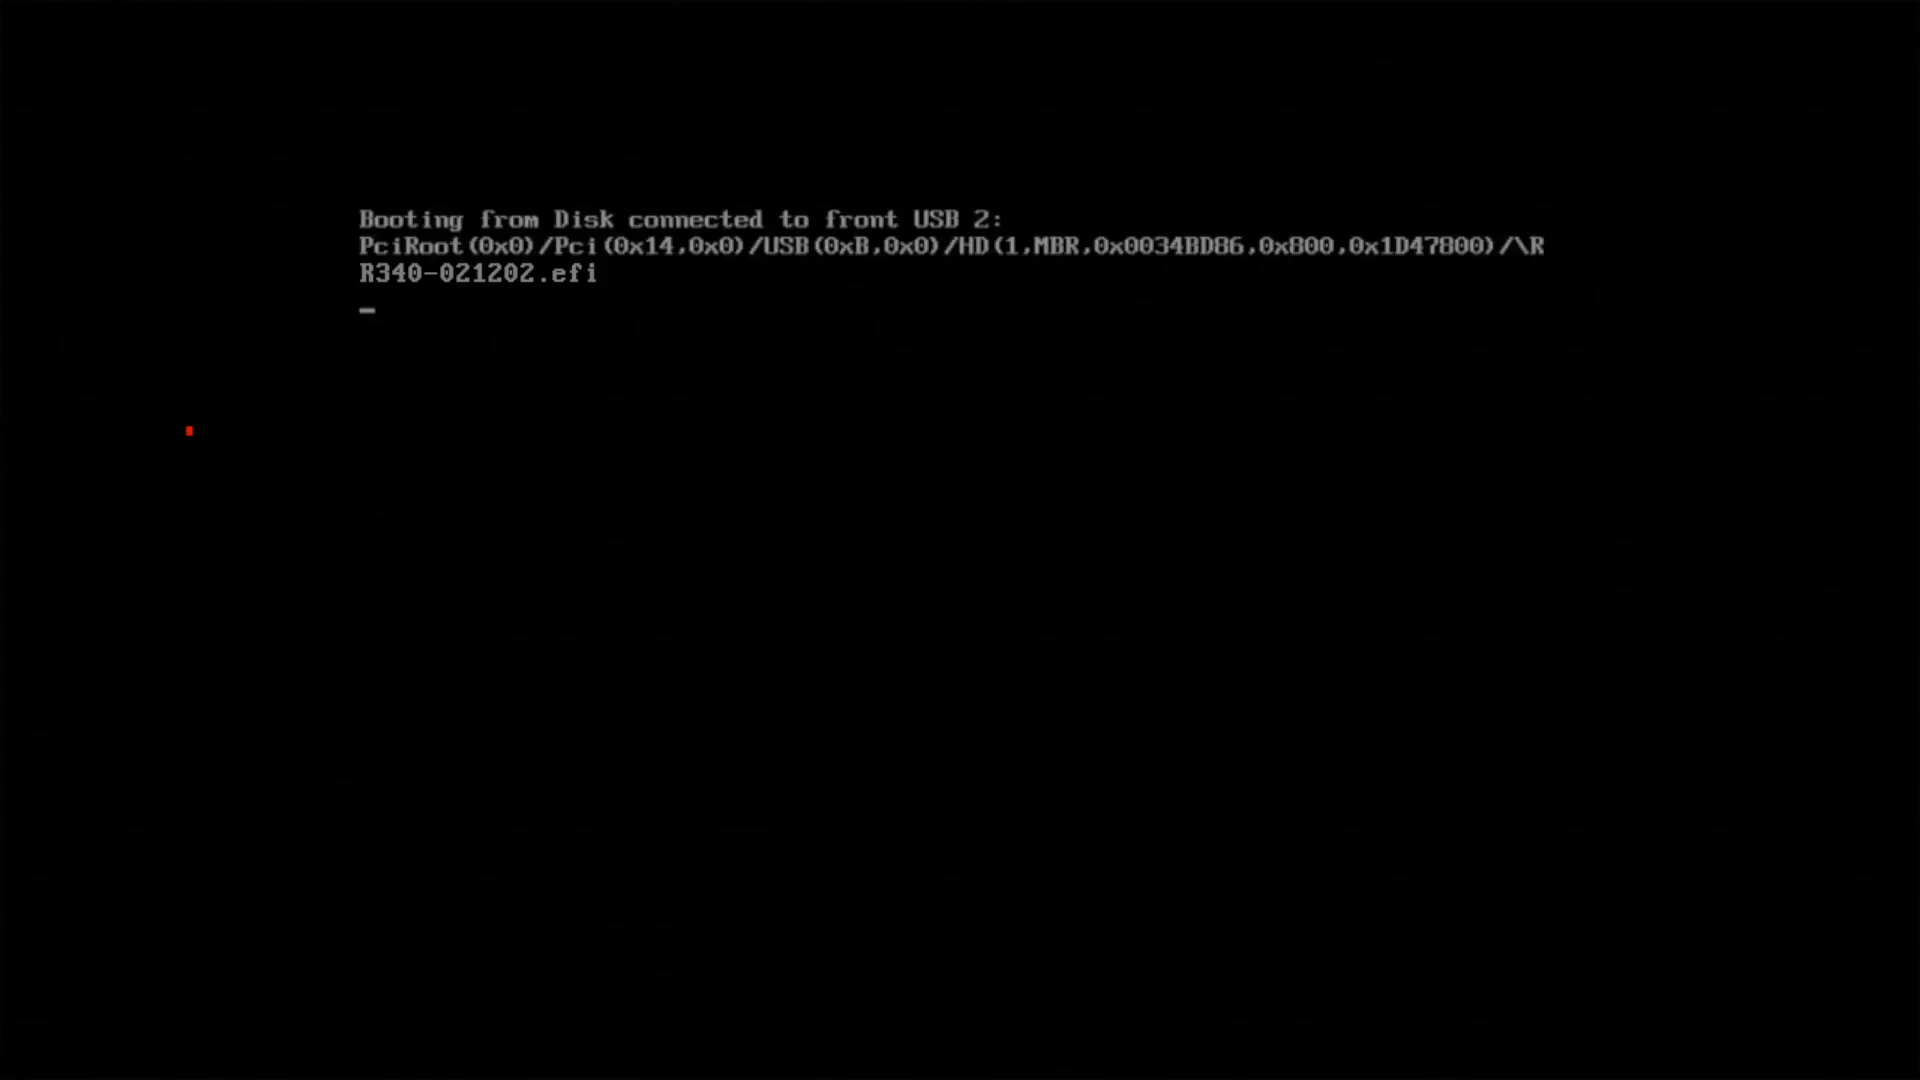 Booting from Disk connected to front USB 2:
PciRoot(0x0)/Pci(0x14,0x0)/USB(0xB,0x0)/HD(1,MBR,0x0034BD86,0x800,0x1D47800)/\R
R340-021202.efi